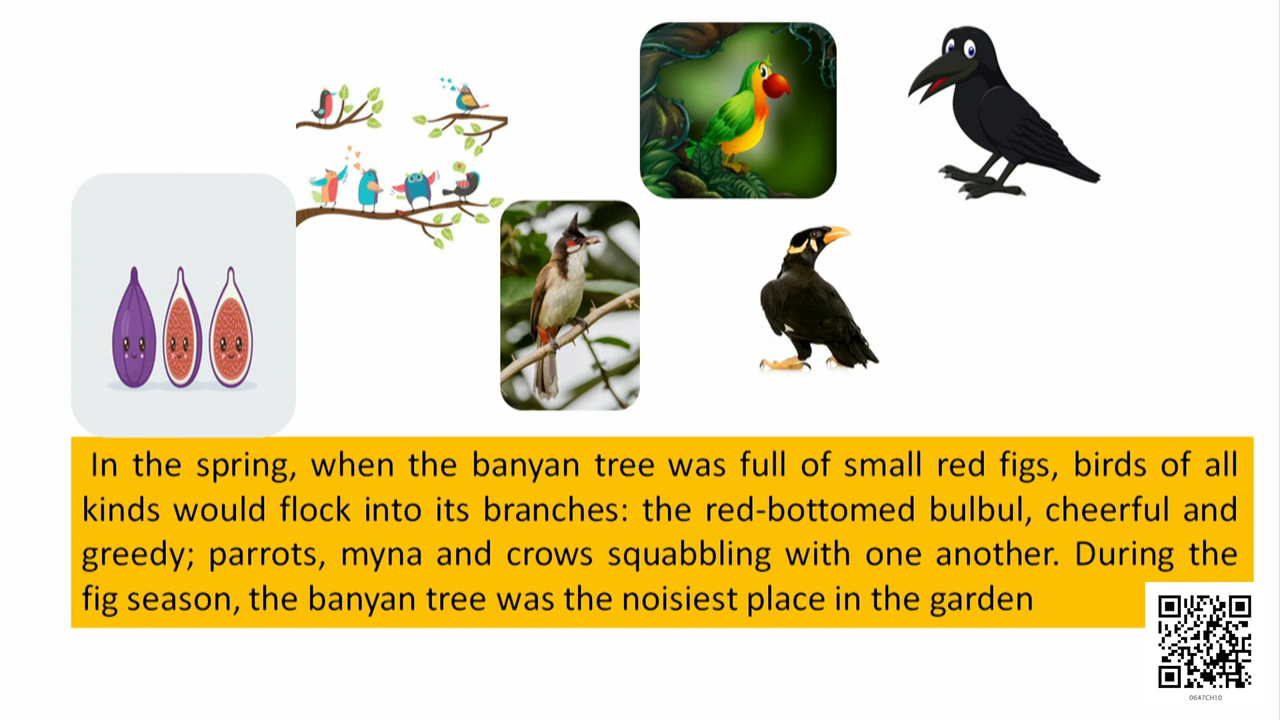 In the spring, when the banyan tree was full of small red figs, birds of all
kinds would flock into its branches: the red-bottomed bulbul, cheerful and
greedy; parrots, myna and crows squabbling with one another. During the
fig season, the banyan tree was the noisiest place in the garden
0647CH10